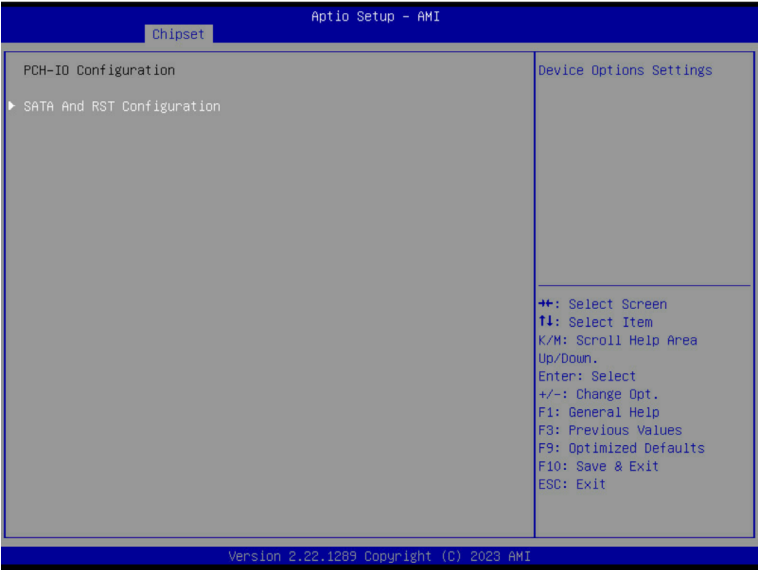 Aptio Setup – AMI
Chipset
PCH-IO Configuration
SATA And RST Configuration
Device Options Settings
→←: Select Screen
↑↓: Select Item
K/M: Scroll Help Area
Up/Down.
Enter: Select
+/-: Change Opt.
F1: General Help
F3: Previous Values
F9: Optimized Defaults
F10: Save & Exit
ESC: Exit
Version 2.22.1289 Copyright (C) 2023 AMI